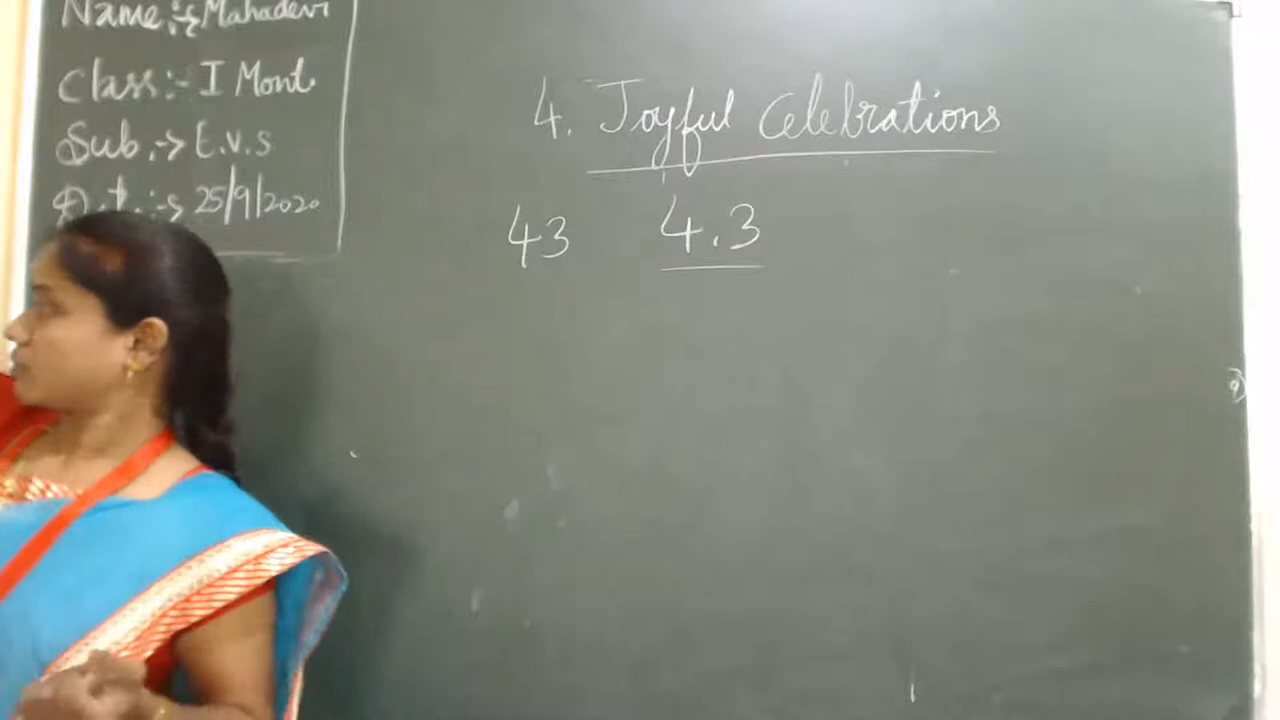 Name :- Mahadevi
Class :- I Mont.
Sub :-> E.v.s
25/9/2020
4. Joyful Celebrations
43 4.3